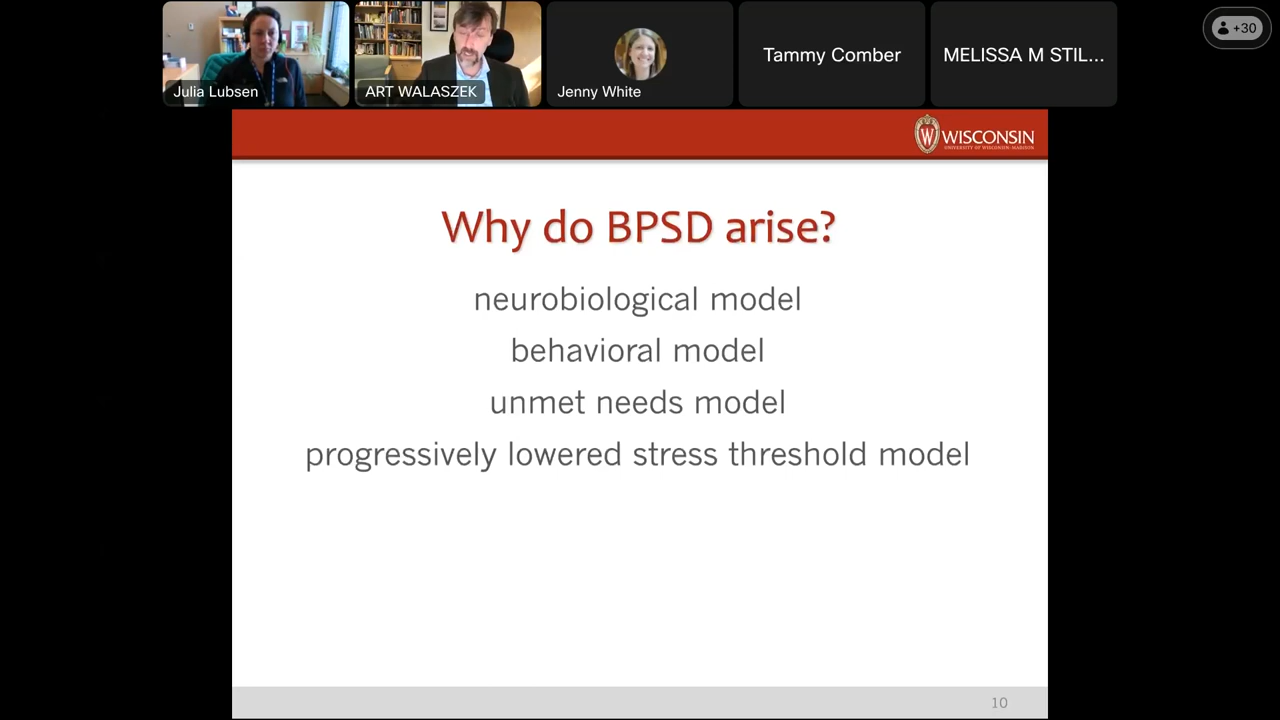 Julia Lubsen
ART WALASZEK
Jenny White
Tammy Comber
MELISSA M STIL...
+30
W WISCONSIN
UNIVERSITY OF WISCONSIN-MADISON
Why do BPSD arise?
neurobiological model
behavioral model
unmet needs model
progressively lowered stress threshold model
10